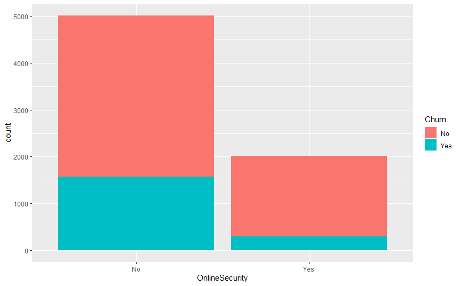 5000
4000
3000
2000
1000
0
count
No
Yes
OnlineSecurity
Churn
No
Yes